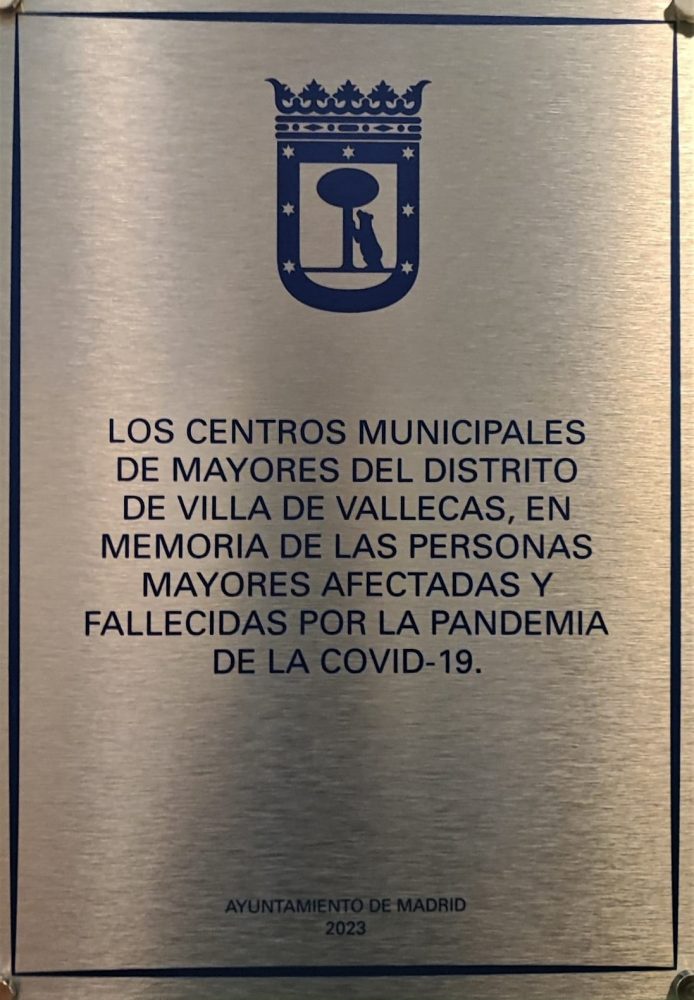 LOS CENTROS MUNICIPALES
DE MAYORES DEL DISTRITO
DE VILLA DE VALLECAS, EN
MEMORIA DE LAS PERSONAS
MAYORES AFECTADAS Y
FALLECIDAS POR LA PANDEMIA
DE LA COVID-19.
AYUNTAMIENTO DE MADRID
2023